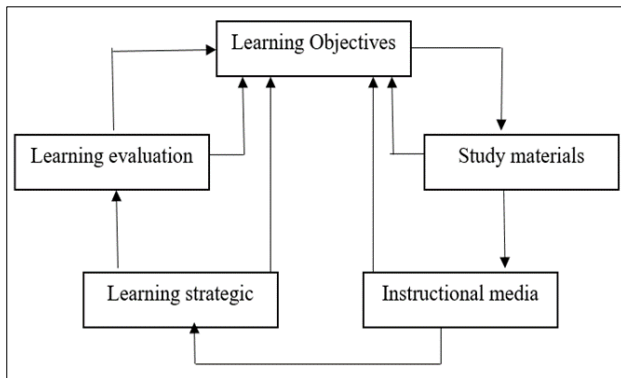 Learning Objectives
Learning evaluation
Study materials
Learning strategic
Instructional media